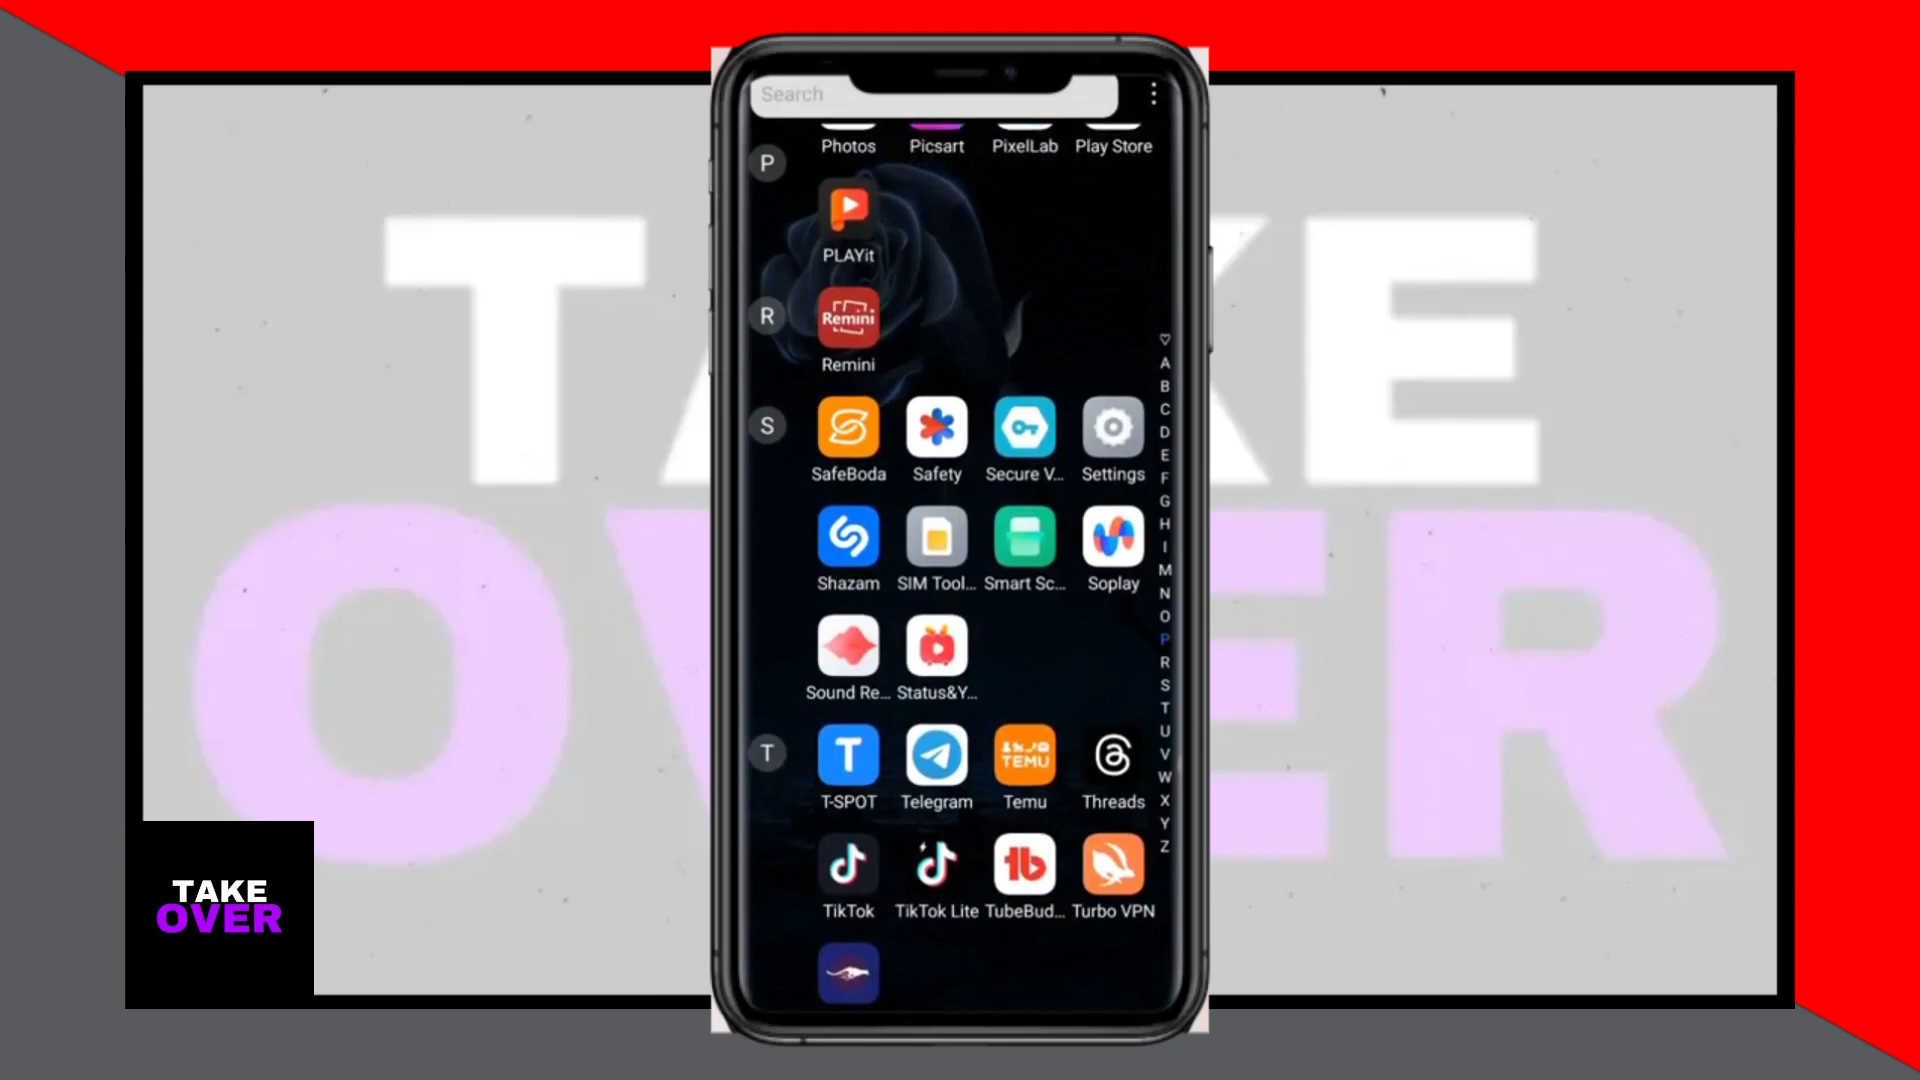 TAKE
OVER
Search
Photos Picsart PixelLab Play Store
P
PLAYit
R
Remini
Remini
S
SafeBoda Safety Secure V... Settings
Shazam SIM Tool... Smart Sc... Soplay
Sound Re... Status&Y...
T
T
TEMU
T-SPOT Telegram Temu Threads
TikTok TikTok Lite TubeBud... Turbo VPN
A
B
C
D
E
F
G
H
I
M
N
O
P
R
S
T
U
V
W
X
Y
Z
TAKE
OVER